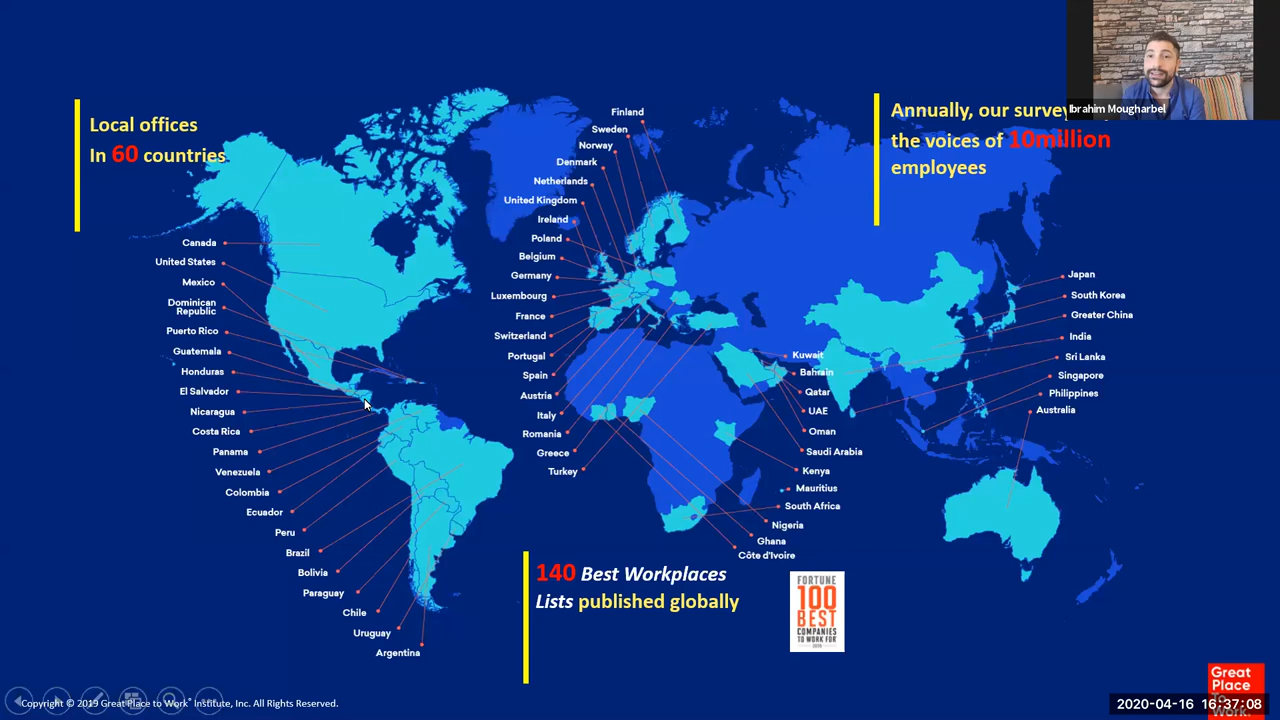 Ibrahim Mougharbel
Local offices
In 60 countries
Annually, our survey
the voices of 10million
employees
Finland
Sweden
Norway
Denmark
Netherlands
United Kingdom
Ireland
Poland
Belgium
Germany
Luxembourg
France
Switzerland
Portugal
Spain
Austria
Italy
Romania
Greece
Turkey
Canada
United States
Mexico
Dominican
Republic
Puerto Rico
Guatemala
Honduras
El Salvador
Nicaragua
Costa Rica
Panama
Venezuela
Colombia
Ecuador
Peru
Brazil
Bolivia
Paraguay
Chile
Uruguay
Argentina
Kuwait
Bahrain
Qatar
UAE
Oman
Saudi Arabia
Kenya
Mauritius
South Africa
Nigeria
Ghana
Côte d'Ivoire
Japan
South Korea
Greater China
India
Sri Lanka
Singapore
Philippines
Australia
140 Best Workplaces
Lists published globally
FORTUNE
100
BEST
COMPANIES
TO WORK FOR
Great
Place
To
Work.
Copyright © 2019 Great Place to Work® Institute, Inc. All Rights Reserved.
2020-04-16 16:37:08